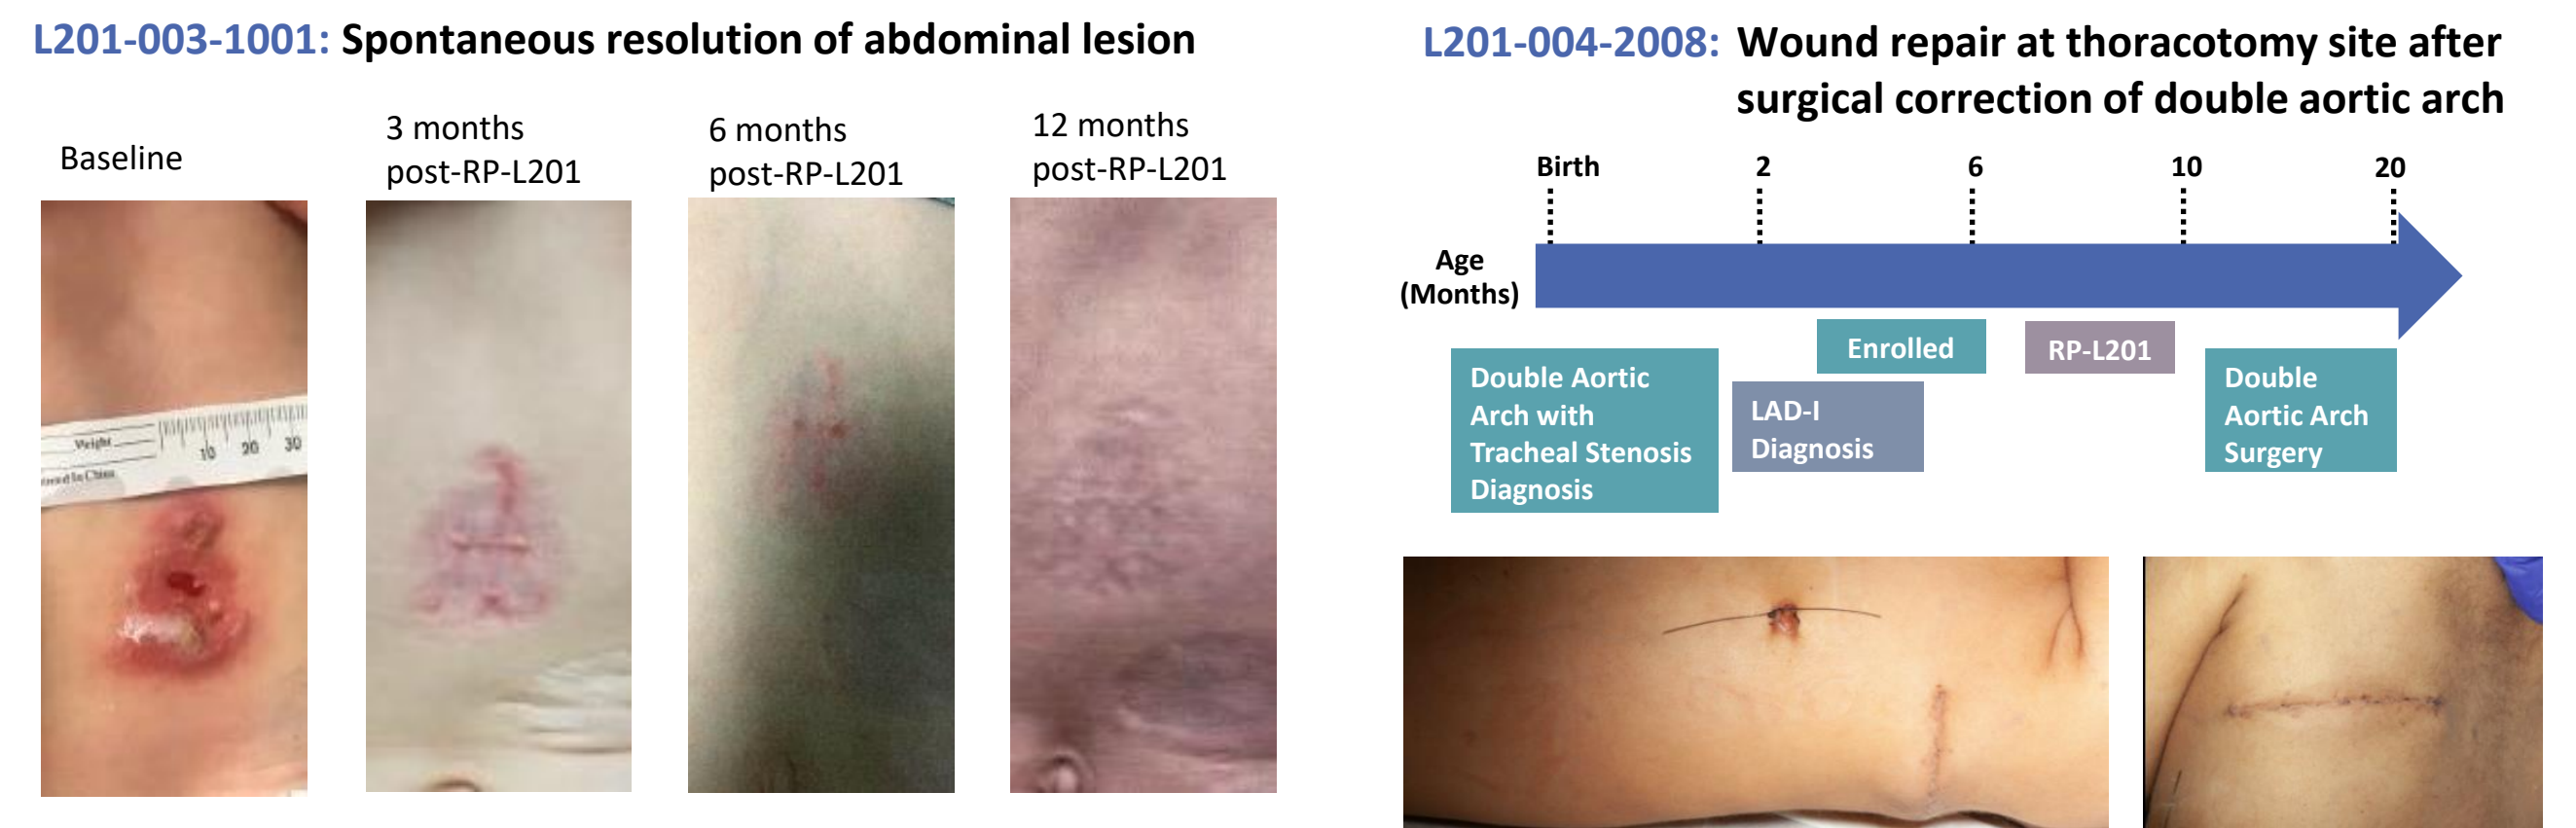 L201-003-1001: Spontaneous resolution of abdominal lesion
Baseline
3 months
post-RP-L201
6 months
post-RP-L201
12 months
post-RP-L201
Weight
10 20 30
in China
L201-004-2008: Wound repair at thoracotomy site after
surgical correction of double aortic arch
Birth 2 6 10 20
Age
(Months)
Double Aortic
Arch with
Tracheal Stenosis
Diagnosis
LAD-I
Diagnosis
Enrolled
RP-L201
Double
Aortic Arch
Surgery